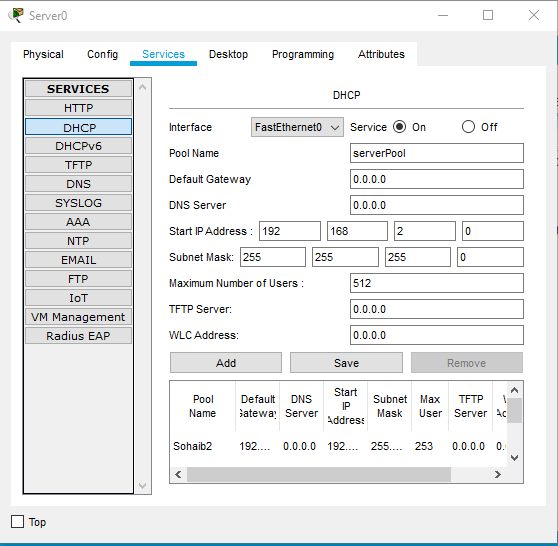 Server0
Physical Config Services Desktop Programming Attributes
SERVICES
HTTP
DHCP
DHCPv6
TFTP
DNS
SYSLOG
AAA
NTP
EMAIL
FTP
IoT
VM Management
Radius EAP
DHCP
Interface FastEthernet0 Service On Off
Pool Name serverPool
Default Gateway 0.0.0.0
DNS Server 0.0.0.0
Start IP Address : 192 168 2 0
Subnet Mask: 255 255 255 0
Maximum Number of Users : 512
TFTP Server: 0.0.0.0
WLC Address: 0.0.0.0
Add Save Remove
Pool Name Default Gateway DNS Server Start IP Address Subnet Mask Max User TFTP Server
Sohaib2 192.... 0.0.0.0 192.... 255.... 253 0.0.0.0 0.
Top